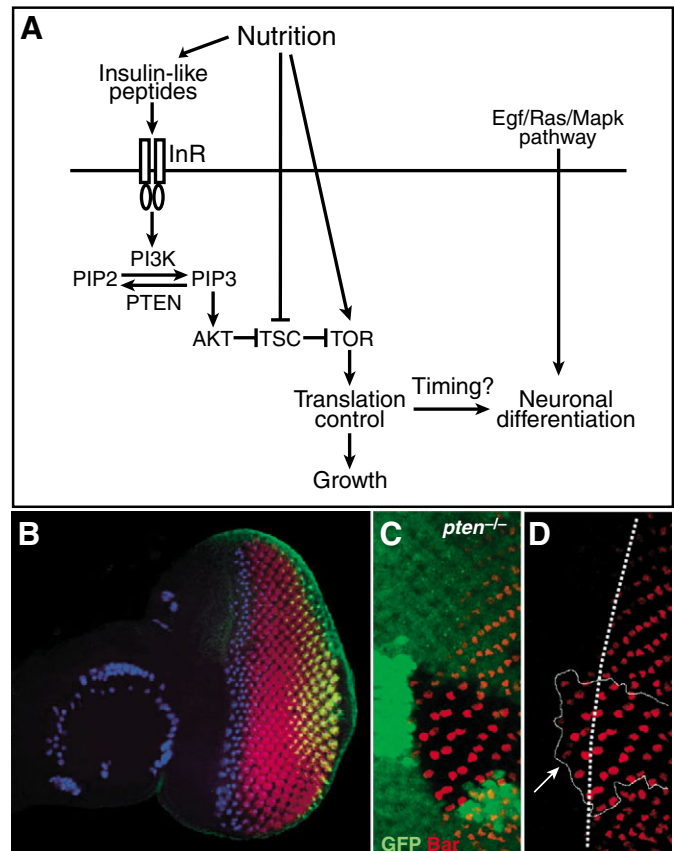 A
Nutrition
Insulin-like
peptides
Egf/Ras/Mapk
pathway
InR
PI3K
PIP2
PIP3
PTEN
AKT
TSC
TOR
Translation
control
Timing?
Neuronal
differentiation
Growth
B
C
pten–/–
D
GFP Bar